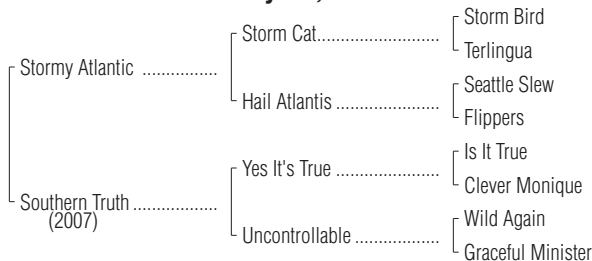 Storm Bird
Storm Cat..................................
Terlingua
Stormy Atlantic ................
Seattle Slew
Hail Atlantis ......................
Flippers
Is It True
Yes It's True ......................
Clever Monique
Southern Truth ..................
(2007)
Wild Again
Uncontrollable ..................
Graceful Minister